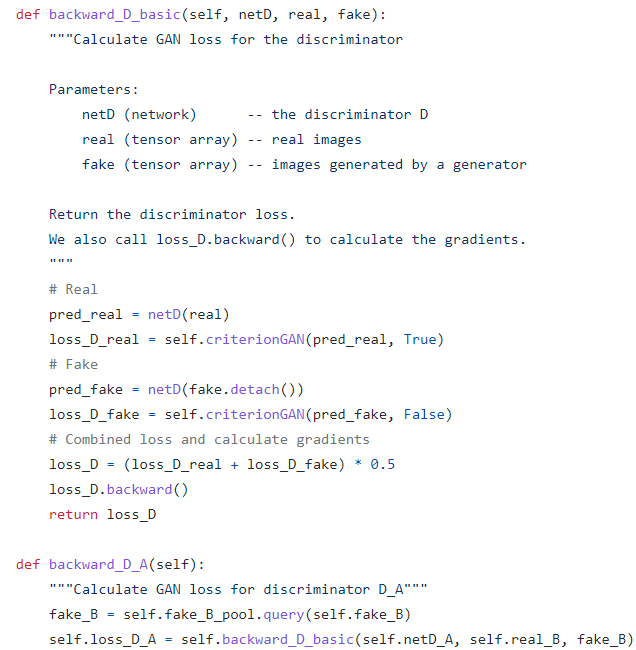 def backward_D_basic(self, netD, real, fake):
    """Calculate GAN loss for the discriminator

    Parameters:
        netD (network)      -- the discriminator D
        real (tensor array) -- real images
        fake (tensor array) -- images generated by a generator

    Return the discriminator loss.
    We also call loss_D.backward() to calculate the gradients.
    """
    # Real
    pred_real = netD(real)
    loss_D_real = self.criterionGAN(pred_real, True)
    # Fake
    pred_fake = netD(fake.detach())
    loss_D_fake = self.criterionGAN(pred_fake, False)
    # Combined loss and calculate gradients
    loss_D = (loss_D_real + loss_D_fake) * 0.5
    loss_D.backward()
    return loss_D

def backward_D_A(self):
    """Calculate GAN loss for discriminator D_A"""
    fake_B = self.fake_B_pool.query(self.fake_B)
    self.loss_D_A = self.backward_D_basic(self.netD_A, self.real_B, fake_B)